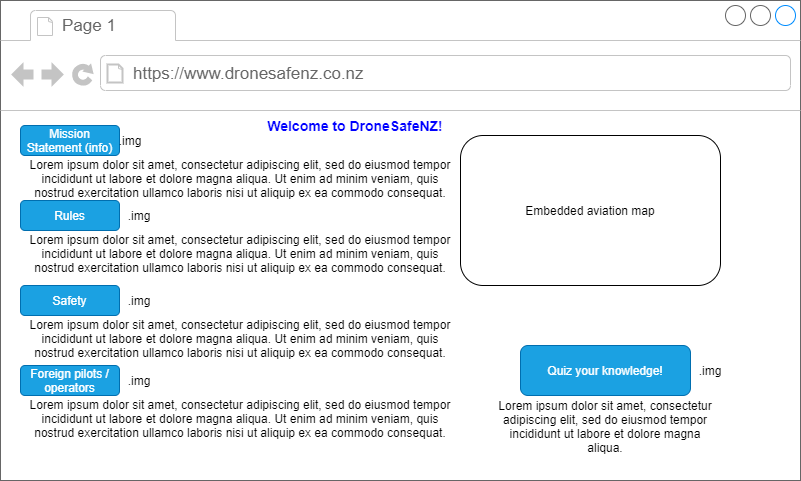 Page 1
https://www.dronesafenz.co.nz
Welcome to DroneSafeNZ!
Mission
Statement (info)
.img
Lorem ipsum dolor sit amet, consectetur adipiscing elit, sed do eiusmod tempor
incididunt ut labore et dolore magna aliqua. Ut enim ad minim veniam, quis
nostrud exercitation ullamco laboris nisi ut aliquip ex ea commodo consequat.
Rules
.img
Lorem ipsum dolor sit amet, consectetur adipiscing elit, sed do eiusmod tempor
incididunt ut labore et dolore magna aliqua. Ut enim ad minim veniam, quis
nostrud exercitation ullamco laboris nisi ut aliquip ex ea commodo consequat.
Safety
.img
Lorem ipsum dolor sit amet, consectetur adipiscing elit, sed do eiusmod tempor
incididunt ut labore et dolore magna aliqua. Ut enim ad minim veniam, quis
nostrud exercitation ullamco laboris nisi ut aliquip ex ea commodo consequat.
Foreign pilots /
operators
.img
Lorem ipsum dolor sit amet, consectetur adipiscing elit, sed do eiusmod tempor
incididunt ut labore et dolore magna aliqua. Ut enim ad minim veniam, quis
nostrud exercitation ullamco laboris nisi ut aliquip ex ea commodo consequat.
Embedded aviation map
Quiz your knowledge!
.img
Lorem ipsum dolor sit amet, consectetur
adipiscing elit, sed do eiusmod tempor
incididunt ut labore et dolore magna
aliqua.